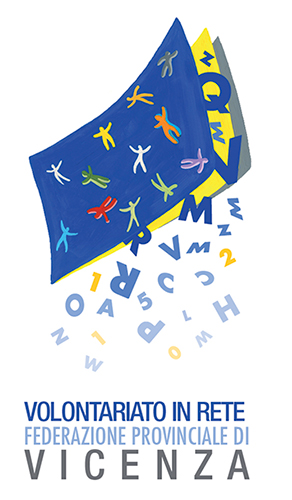 VOLONTARIATO IN RETE
FEDERAZIONE PROVINCIALE DI
VICENZA